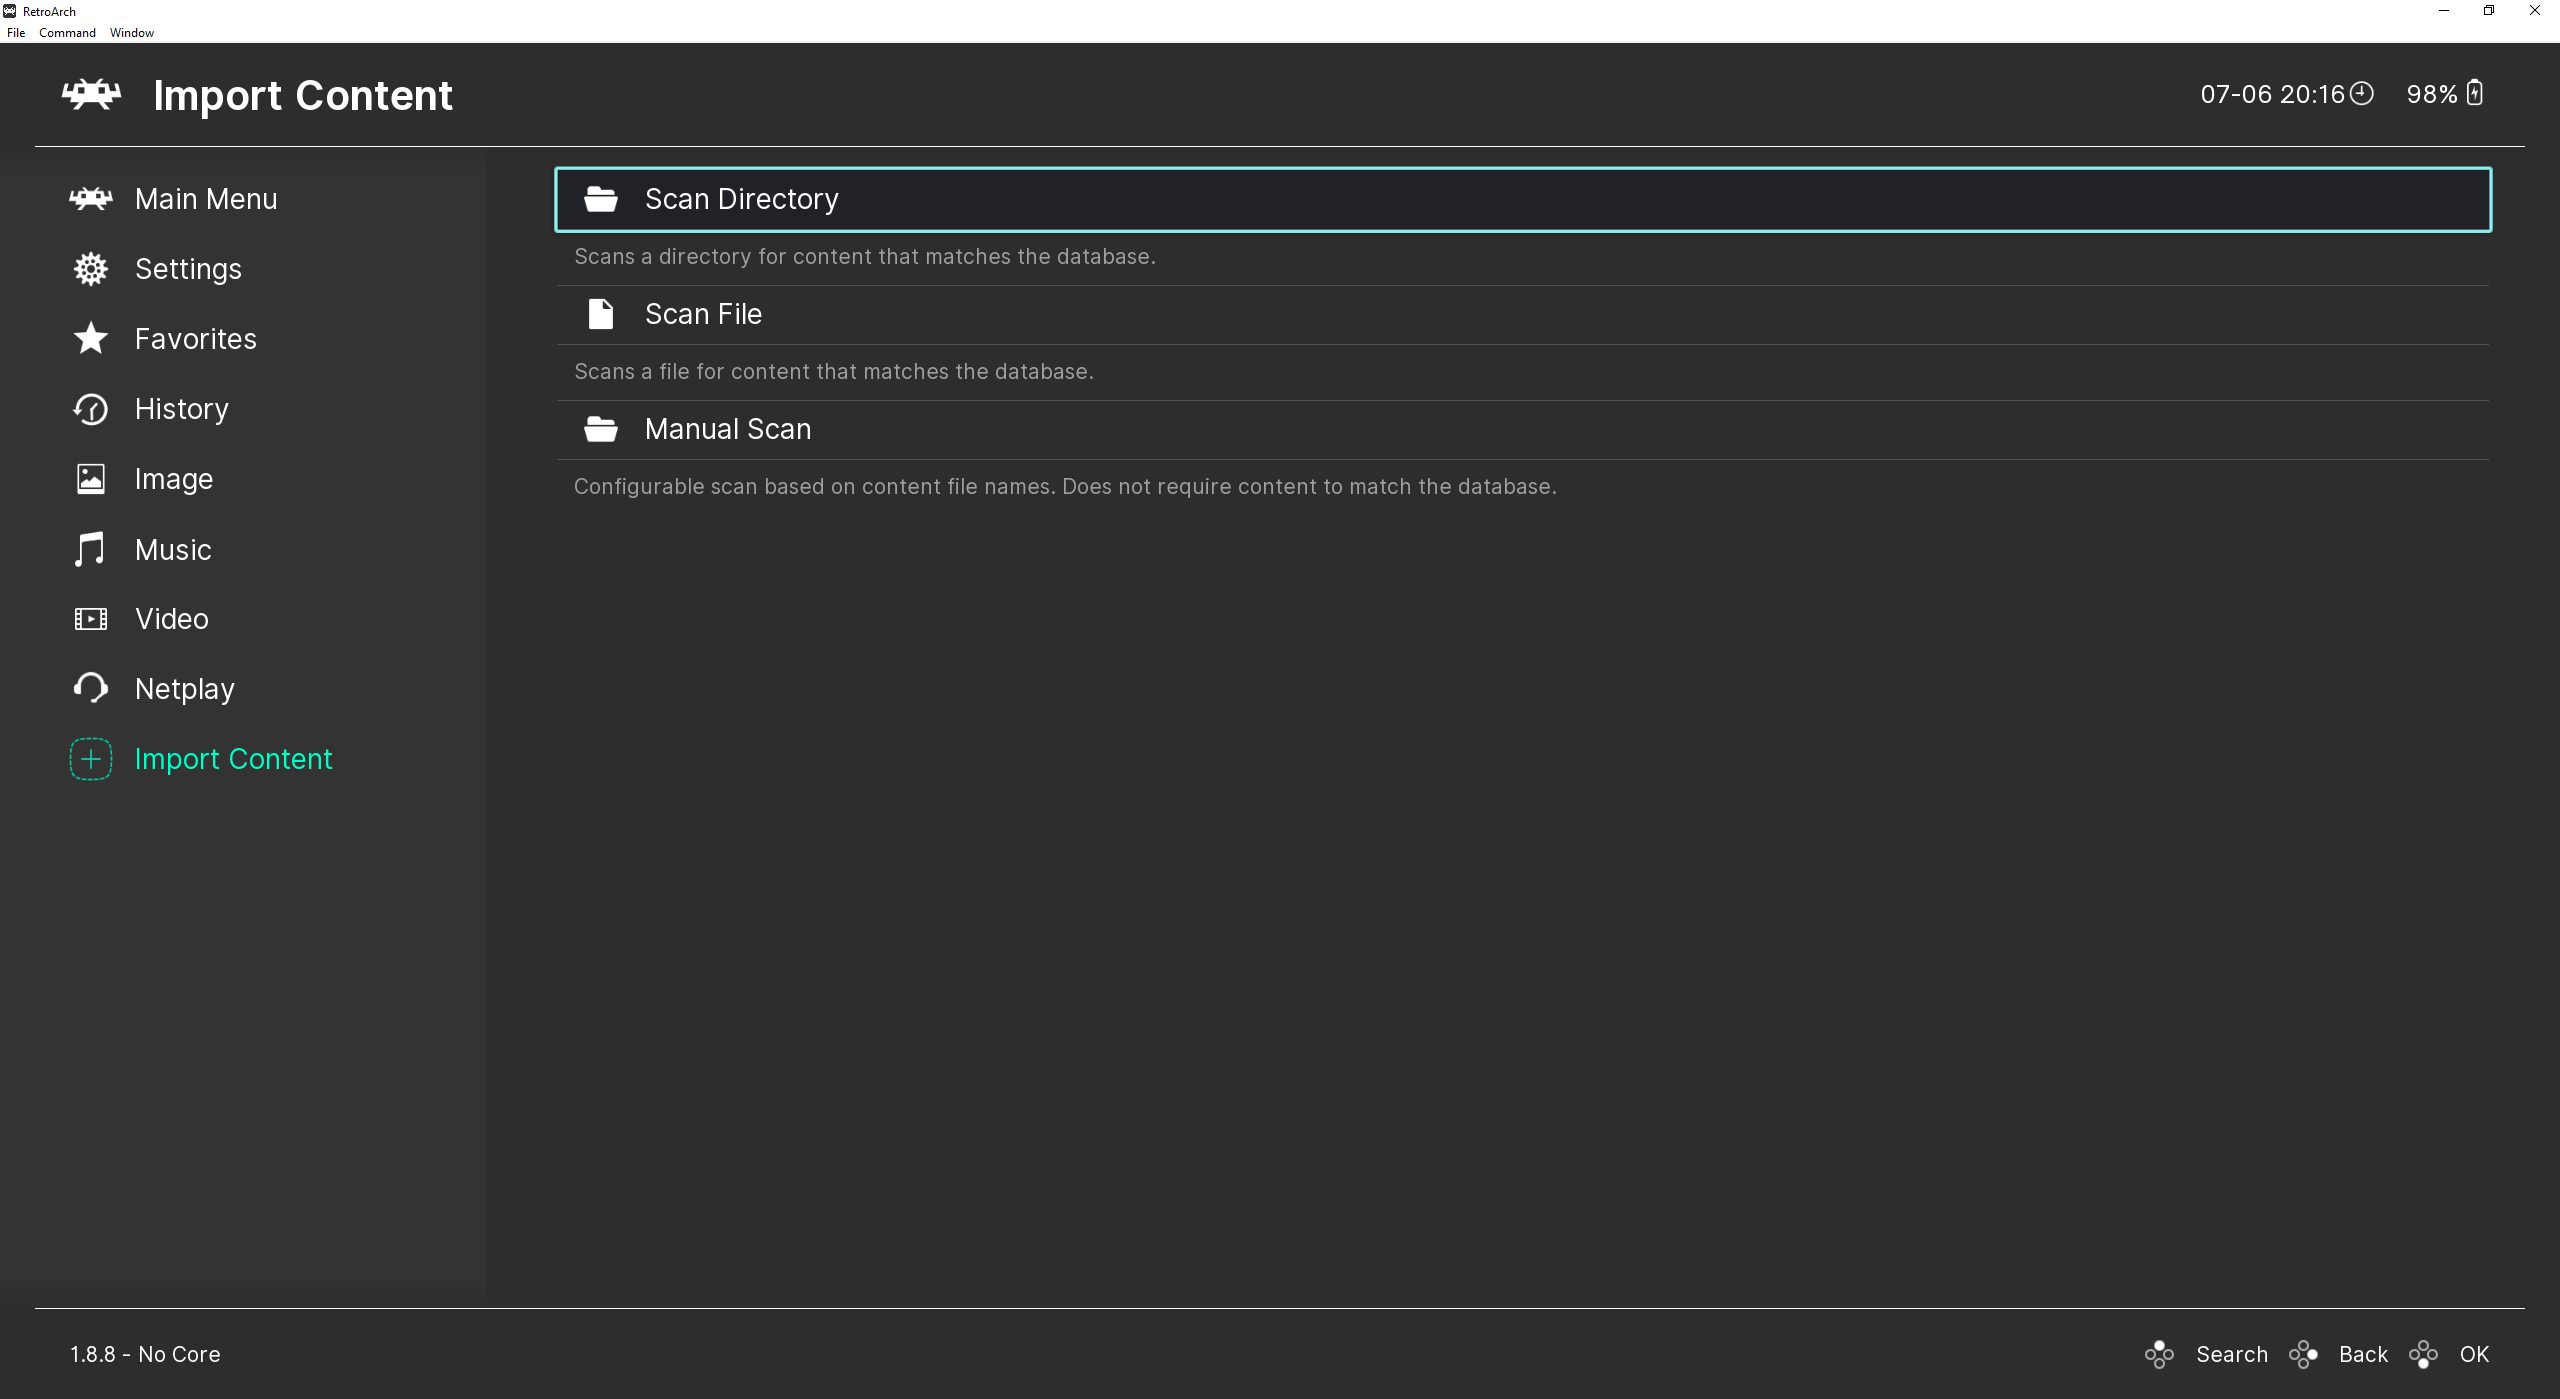 RetroArch
File Command Window
Import Content
07-06 20:16 98%
Main Menu
Settings
Favorites
History
Image
Music
Video
Netplay
Import Content
Scan Directory
Scans a directory for content that matches the database.
Scan File
Scans a file for content that matches the database.
Manual Scan
Configurable scan based on content file names. Does not require content to match the database.
1.8.8 - No Core
Search Back OK